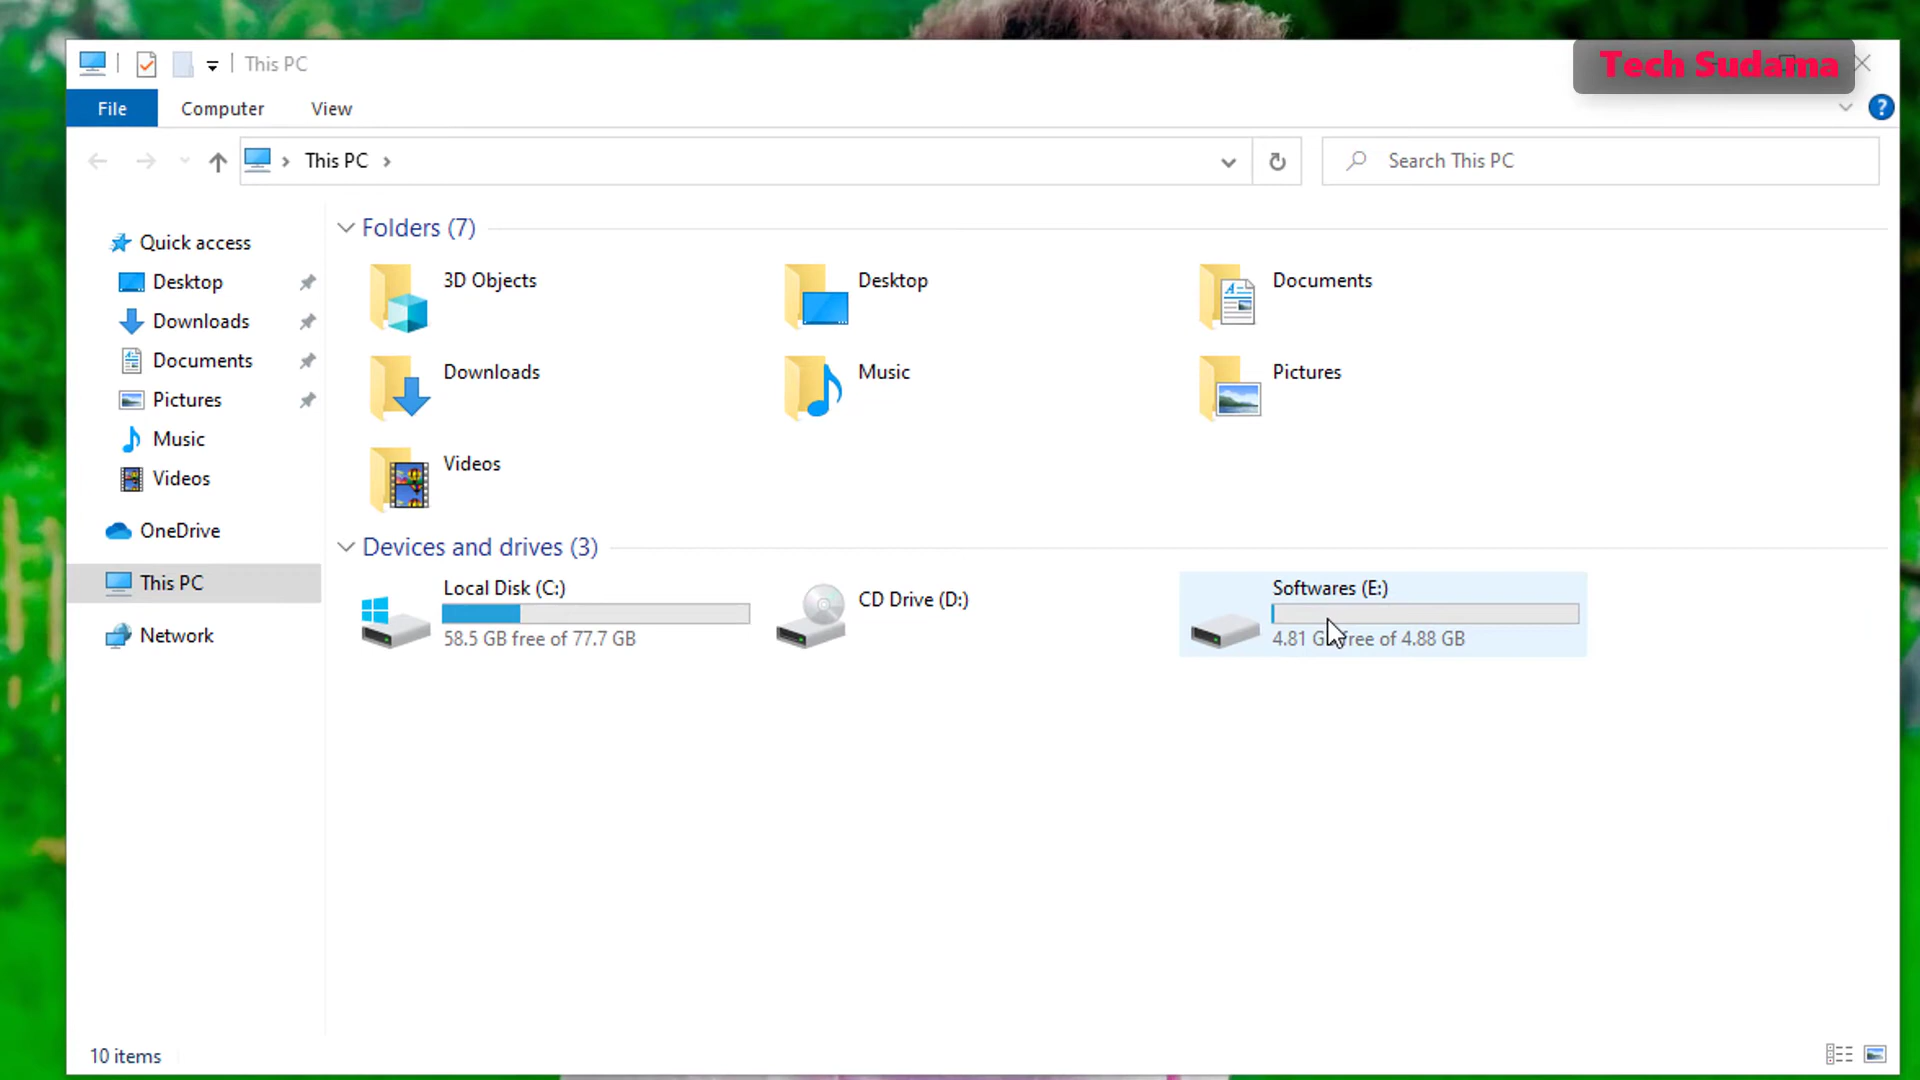 This PC
Tech Sudama
File
Computer
View
This PC
Search This PC
Quick access
Desktop
Downloads
Documents
Pictures
Music
Videos
OneDrive
This PC
Network
Folders (7)
3D Objects
Desktop
Documents
Downloads
Music
Pictures
Videos
Devices and drives (3)
Local Disk (C:)
58.5 GB free of 77.7 GB
CD Drive (D:)
Softwares (E:)
4.81 G free of 4.88 GB
10 items